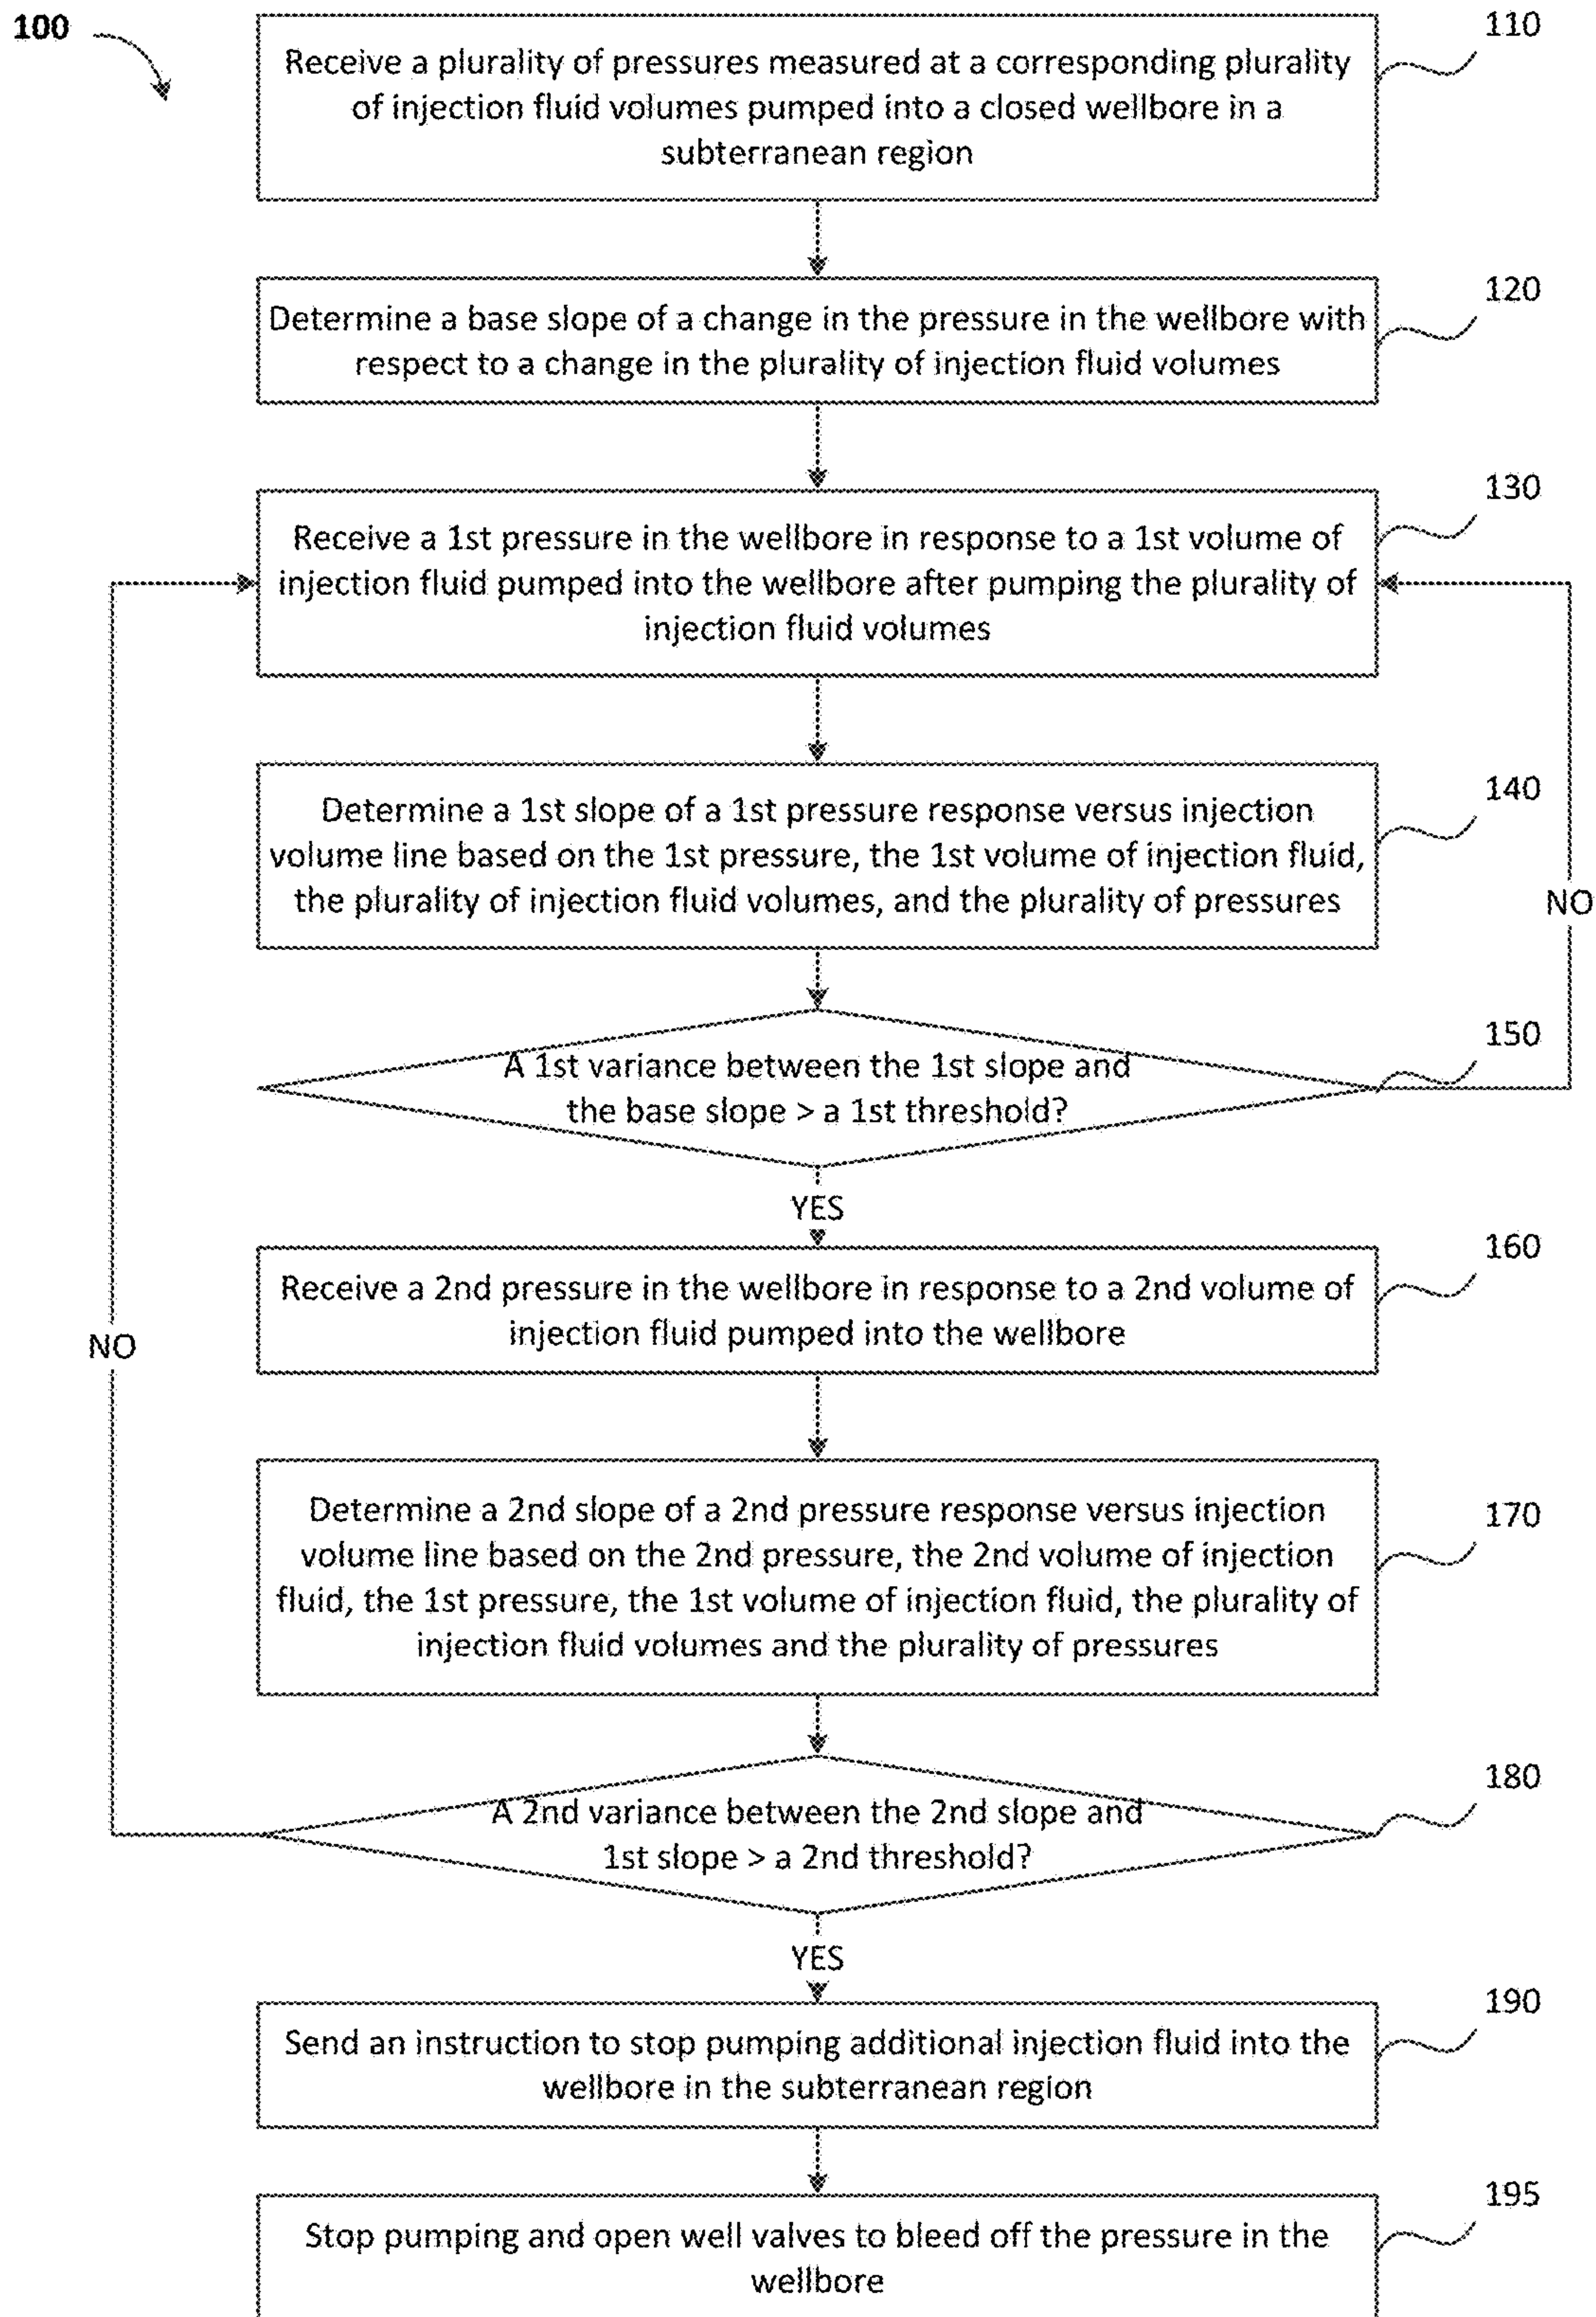 100
110
Receive a plurality of pressures measured at a corresponding plurality
of injection fluid volumes pumped into a closed wellbore in a
subterranean region
120
Determine a base slope of a change in the pressure in the wellbore with
respect to a change in the plurality of injection fluid volumes
130
Receive a 1st pressure in the wellbore in response to a 1st volume of
injection fluid pumped into the wellbore after pumping the plurality of
injection fluid volumes
140
Determine a 1st slope of a 1st pressure response versus injection
volume line based on the 1st pressure, the 1st volume of injection fluid,
the plurality of injection fluid volumes, and the plurality of pressures
NO
150
A 1st variance between the 1st slope and
the base slope > a 1st threshold?
YES
160
Receive a 2nd pressure in the wellbore in response to a 2nd volume of
injection fluid pumped into the wellbore
NO
170
Determine a 2nd slope of a 2nd pressure response versus injection
volume line based on the 2nd pressure, the 2nd volume of injection
fluid, the 1st pressure, the 1st volume of injection fluid, the plurality of
injection fluid volumes and the plurality of pressures
180
A 2nd variance between the 2nd slope and
1st slope > a 2nd threshold?
YES
190
Send an instruction to stop pumping additional injection fluid into the
wellbore in the subterranean region
195
Stop pumping and open well valves to bleed off the pressure in the
wellbore